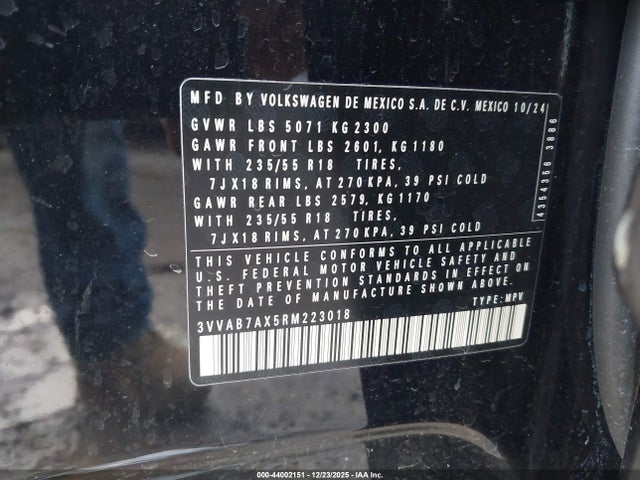 MFD BY VOLKSWAGEN DE MEXICO S.A. DE C.V. MEXICO 10/24
GVWR LBS 5071 KG 2300
GAWR FRONT LBS 2601, KG 1180
WITH 235/55 R18 TIRES,
7JX18 RIMS, AT 270 KPA, 39 PSI COLD
GAWR REAR LBS 2579, KG 1170
WITH 235/55 R18 TIRES,
7JX18 RIMS, AT 270 KPA, 39 PSI COLD
THIS VEHICLE CONFORMS TO ALL APPLICABLE
U.S. FEDERAL MOTOR VEHICLE SAFETY AND
THEFT PREVENTION STANDARDS IN EFFECT ON
THE DATE OF MANUFACTURE SHOWN ABOVE.
3VVAB7AX5RM223018
TYPE: MPV
4354356 3886
000-44002151 - 12/23/2025 - IAAI.CA